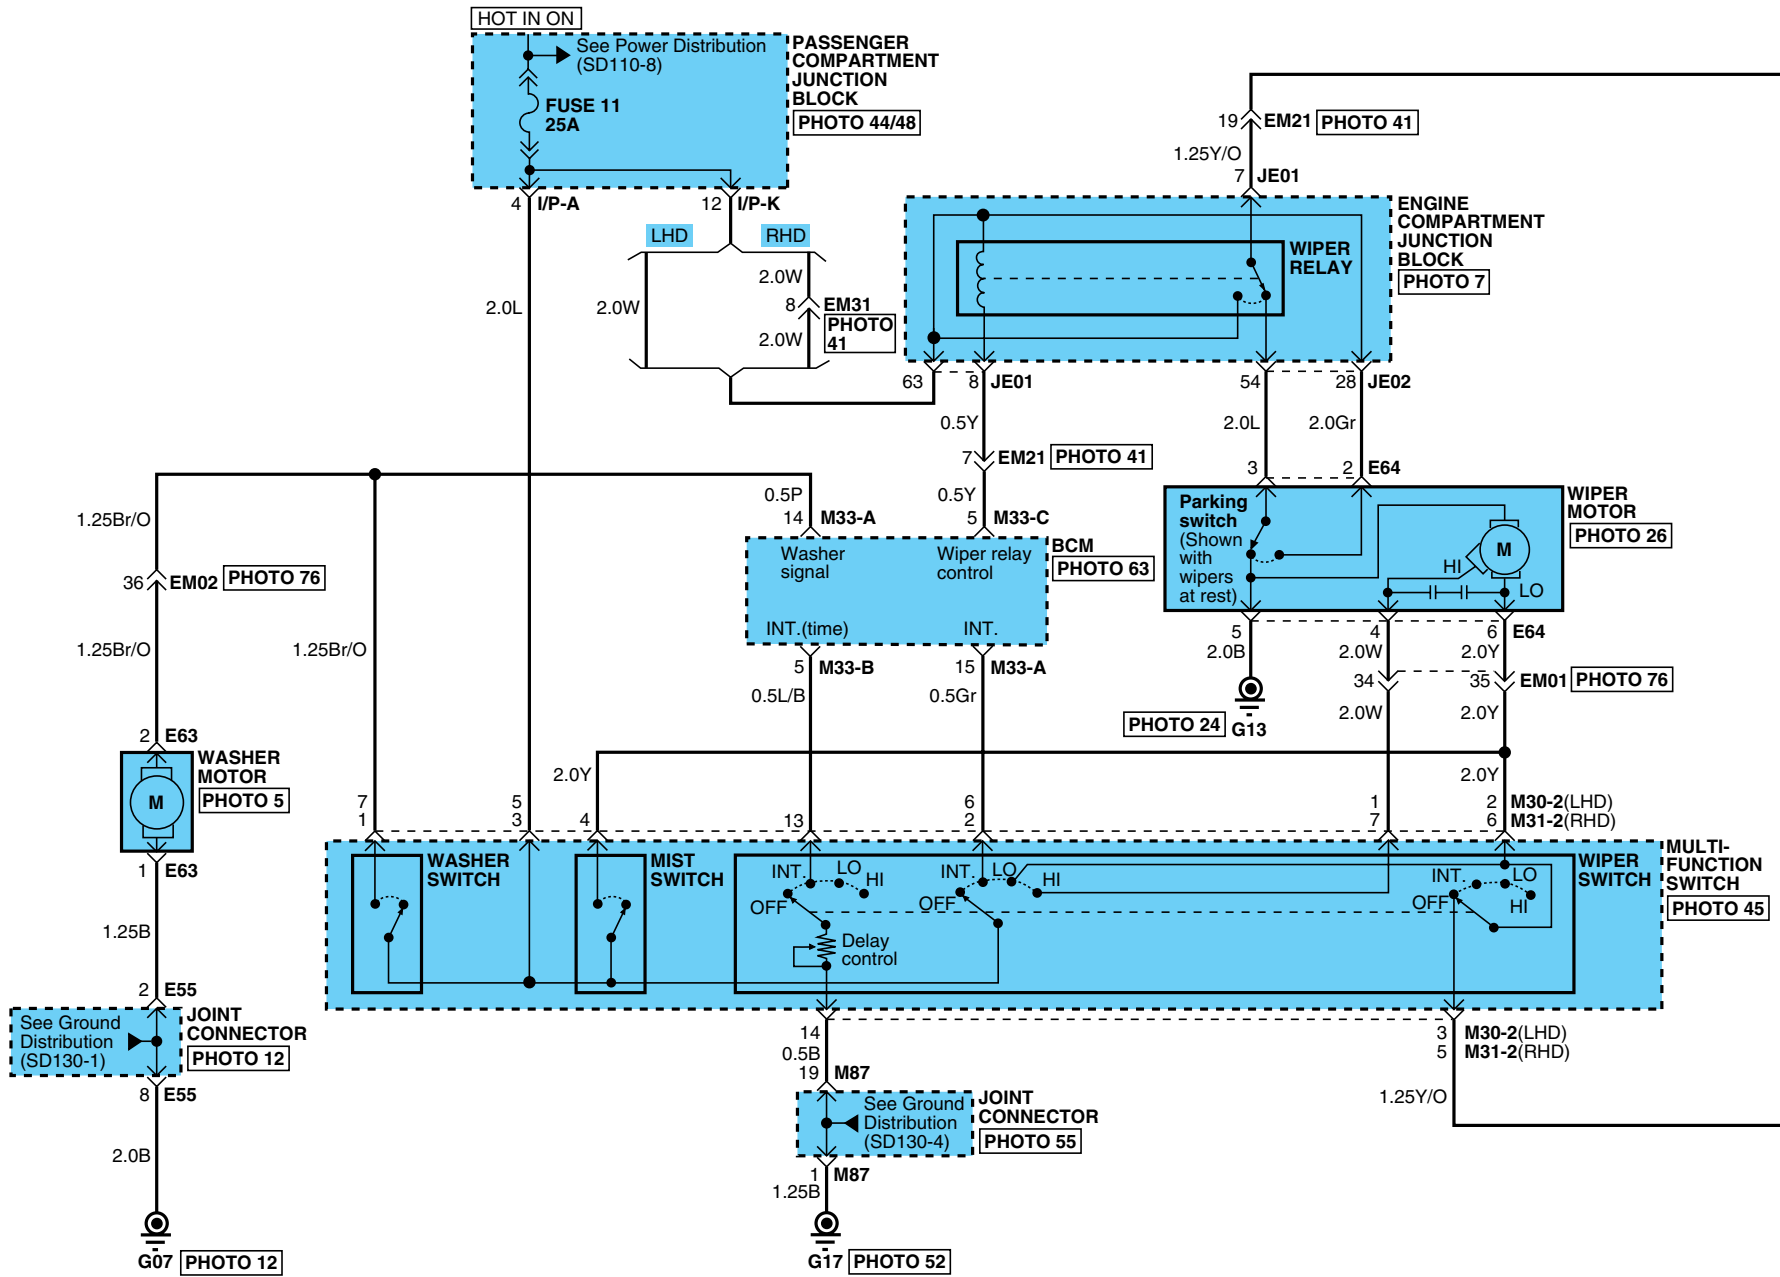 HOT IN ON
See Power Distribution
(SD110-8)
FUSE 11
25A
PASSENGER
COMPARTMENT
JUNCTION
BLOCK
PHOTO 44/48
4 I/P-A
12 I/P-K
LHD
RHD
2.0L
2.0W
2.0W
8 EM31
PHOTO
41
2.0W
19 EM21 PHOTO 41
1.25Y/O
7 JE01
ENGINE
COMPARTMENT
JUNCTION
BLOCK
PHOTO 7
WIPER
RELAY
63
8 JE01
54
28 JE02
0.5Y
2.0L
2.0Gr
7 EM21 PHOTO 41
0.5Y
3
2 E64
0.5P
14 M33-A
5 M33-C
BCM
PHOTO 63
Washer
signal
Wiper relay
control
INT.(time)
INT.
5 M33-B
15 M33-A
0.5L/B
0.5Gr
WIPER
MOTOR
PHOTO 26
Parking
switch
(Shown
with
wipers
at rest)
M
HI
LO
5
4
6 E64
2.0B
2.0W
2.0Y
34
35 EM01 PHOTO 76
2.0W
2.0Y
PHOTO 24 G13
1.25Br/O
36 EM02 PHOTO 76
1.25Br/O
1.25Br/O
2 E63
WASHER
MOTOR
PHOTO 5
M
1 E63
1.25B
2 E55
See Ground
Distribution
(SD130-1)
JOINT
CONNECTOR
PHOTO 12
8 E55
2.0B
G07 PHOTO 12
2.0Y
2.0Y
7
1
5
3
4
13
6
2
1
7
2 M30-2(LHD)
6 M31-2(RHD)
MULTI-
FUNCTION
SWITCH
PHOTO 45
WASHER
SWITCH
MIST
SWITCH
WIPER
SWITCH
INT. LO HI
OFF
INT. LO HI
OFF
INT. LO
HI
OFF
Delay
control
14
0.5B
19 M87
See Ground
Distribution
(SD130-4)
JOINT
CONNECTOR
PHOTO 55
1 M87
1.25B
G17 PHOTO 52
3 M30-2(LHD)
5 M31-2(RHD)
1.25Y/O